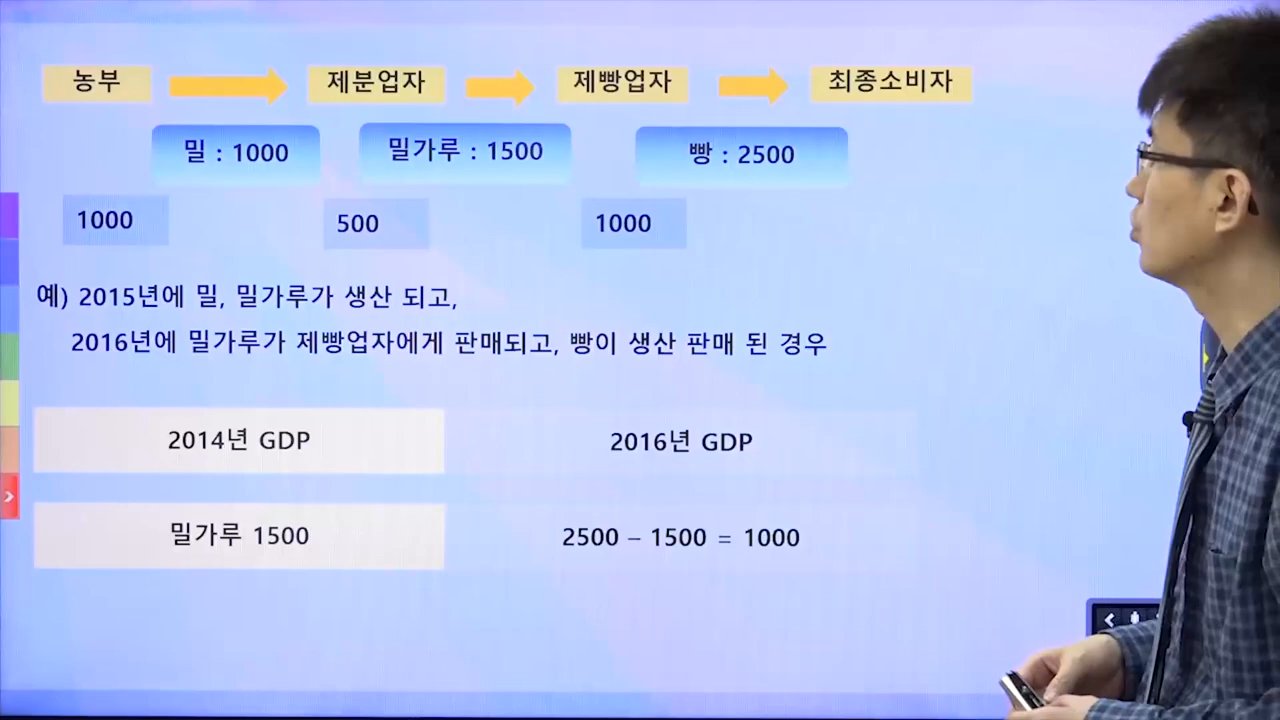 농부 제분업자 제빵업자 최종소비자
밀 : 1000 밀가루 : 1500 빵 : 2500
1000 500 1000
예) 2015년에 밀, 밀가루가 생산 되고,
2016년에 밀가루가 제빵업자에게 판매되고, 빵이 생산 판매 된 경우
2014년 GDP 2016년 GDP
밀가루 1500 2500 – 1500 = 1000